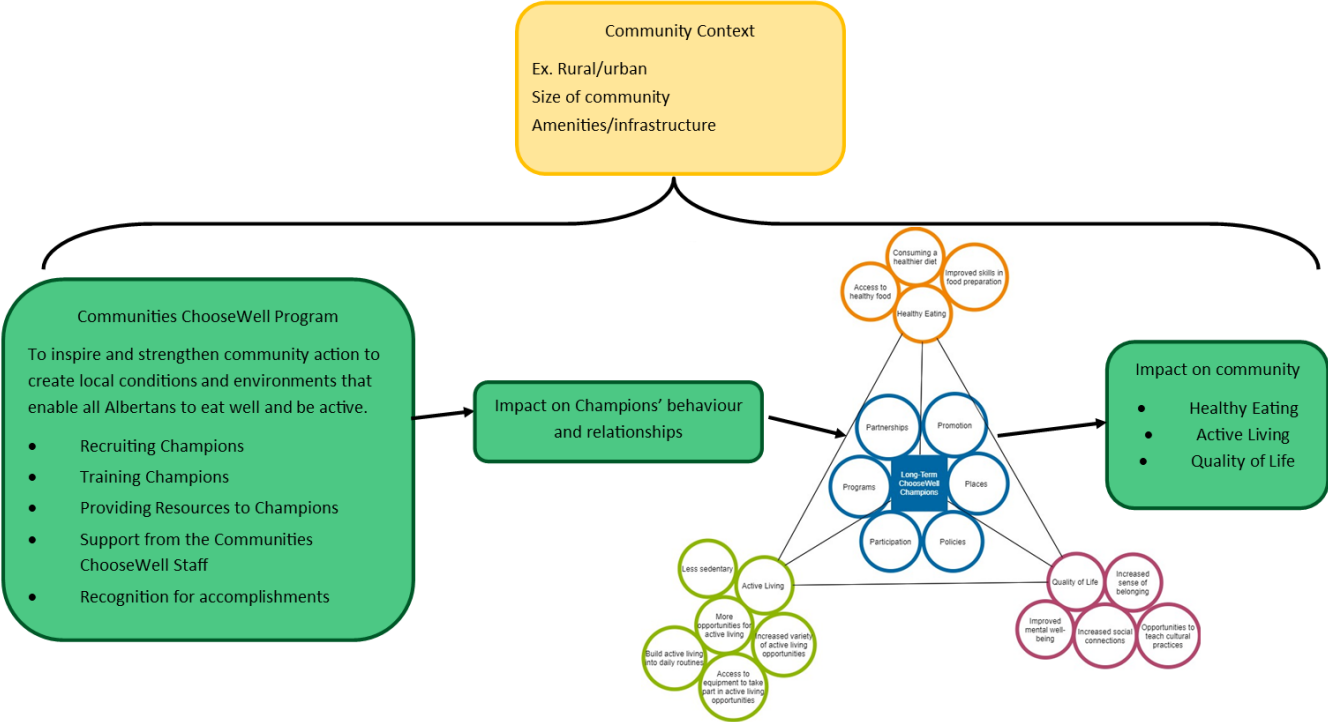 Community Context
Ex. Rural/urban
Size of community
Amenities/infrastructure
Communities ChooseWell Program
To inspire and strengthen community action to
create local conditions and environments that
enable all Albertans to eat well and be active.
• Recruiting Champions
• Training Champions
• Providing Resources to Champions
• Support from the Communities
ChooseWell Staff
• Recognition for accomplishments
Impact on Champions’ behaviour
and relationships
Consuming a
healthier diet
Access to
healthy food
Improved skills in
food preparation
Healthy Eating
Partnerships
Promotion
Programs
Long-Term
ChooseWell
Champions
Places
Participation
Policies
Less sedentary
Active Living
More
opportunities for
active living
Increased variety
of active living
opportunities
Build active living
into daily routines
Access to
equipment to take
part in active living
opportunities
Quality of Life
Increased
sense of
belonging
Improved
mental well-
being
Increased social
connections
Opportunities to
teach cultural
practices
Impact on community
• Healthy Eating
• Active Living
• Quality of Life